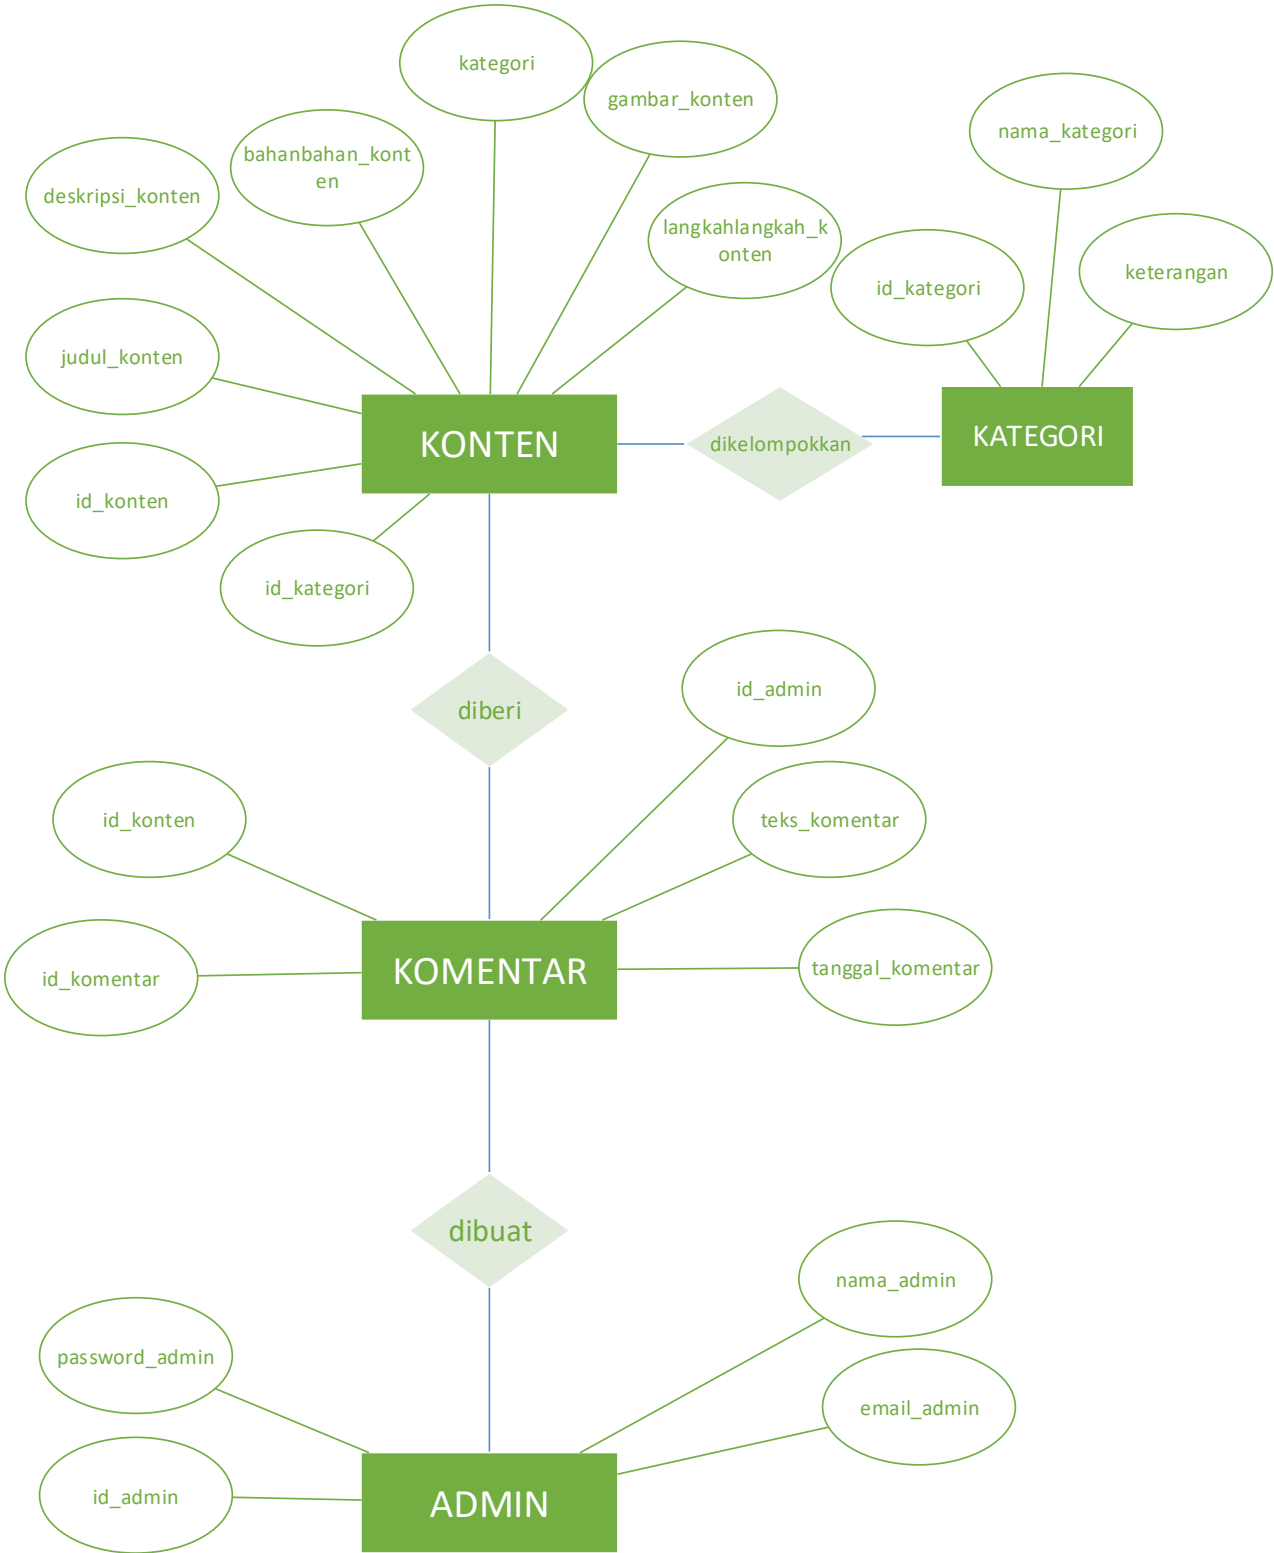 kategori
gambar_konten
nama_kategori
bahanbahan_kont
en
deskripsi_konten
langkahlangkah_k
onten
keterangan
id_kategori
judul_konten
KONTEN
dikelompokkan
KATEGORI
id_konten
id_kategori
id_admin
diberi
id_konten
teks_komentar
KOMENTAR
id_komentar
tanggal_komentar
dibuat
nama_admin
password_admin
email_admin
id_admin
ADMIN